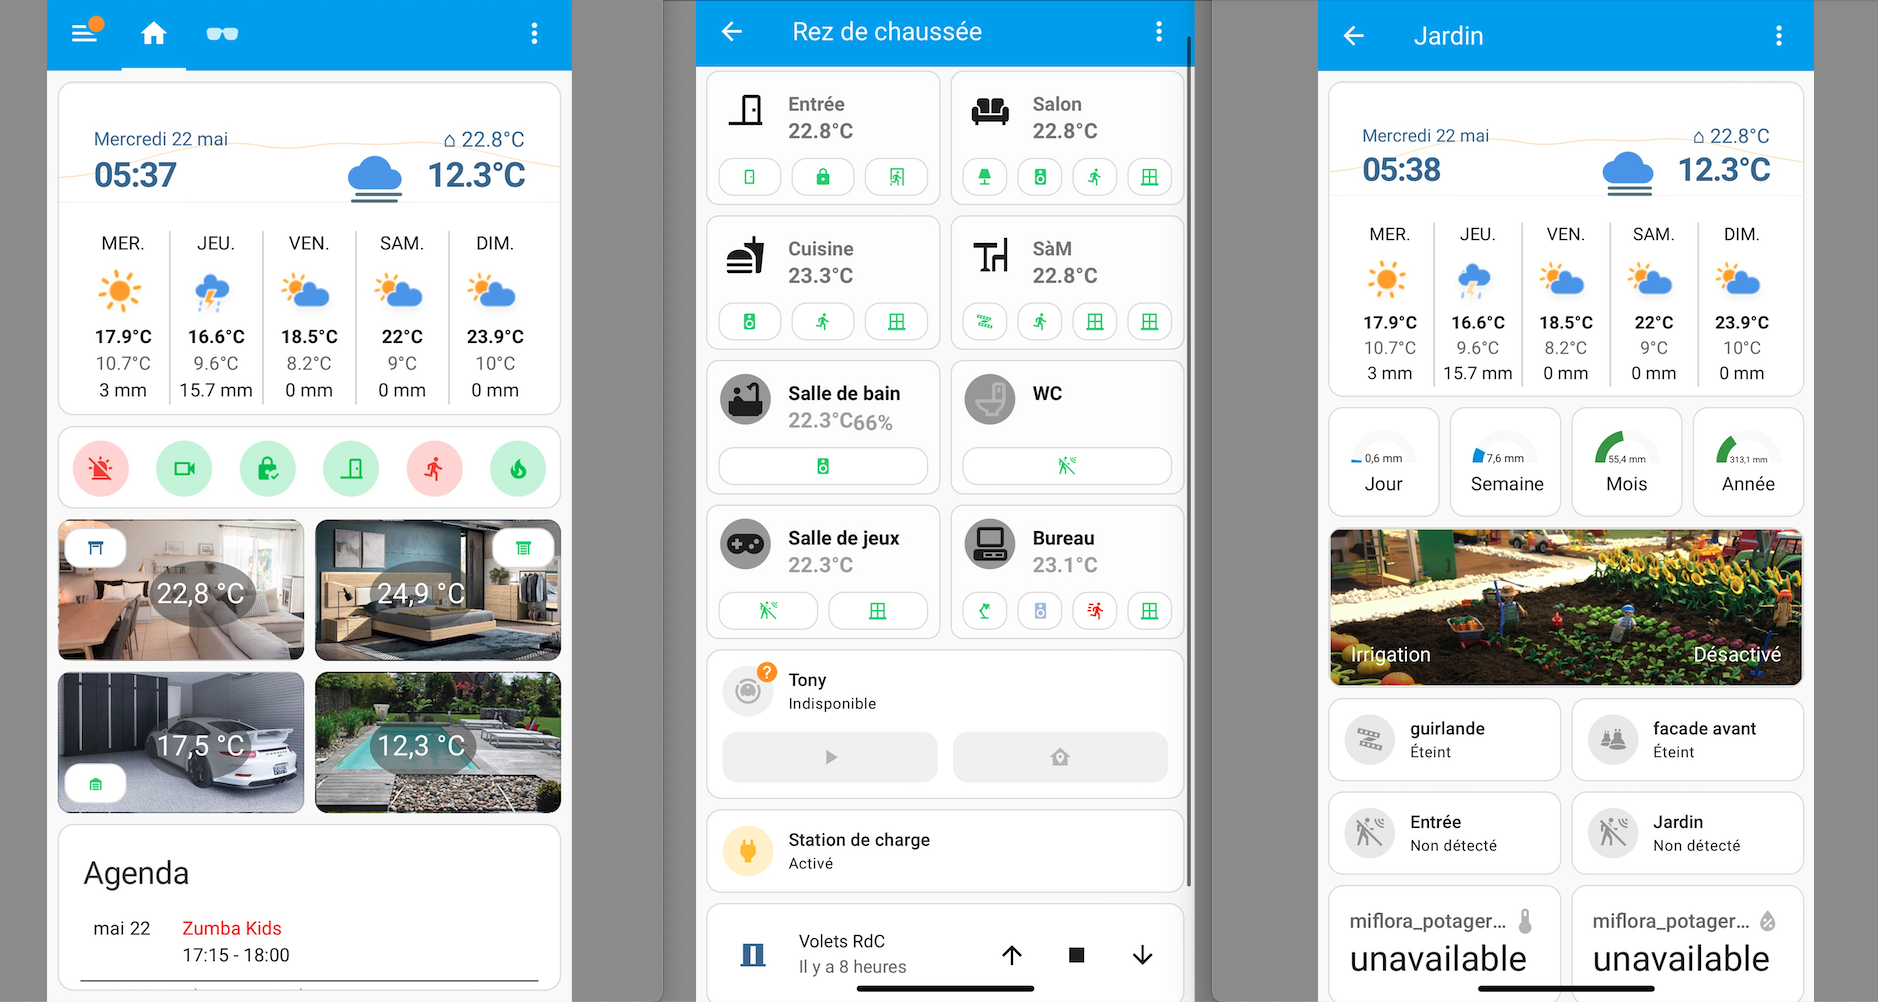 Mercredi 22 mai
22.8°C
05:37
12.3°C
MER. JEU. VEN. SAM. DIM.
17.9°C 16.6°C 18.5°C 22°C 23.9°C
10.7°C 9.6°C 8.2°C 9°C 10°C
3 mm 15.7 mm 0 mm 0 mm 0 mm
22,8 °C
24,9 °C
17,5 °C
12,3 °C
Agenda
mai 22 Zumba Kids
17:15 - 18:00
Rez de chaussée
Entrée
22.8°C
Salon
22.8°C
Cuisine
23.3°C
SàM
22.8°C
Salle de bain
22.3°C66%
WC
Salle de jeux
22.3°C
Bureau
23.1°C
?
Tony
Indisponible
Station de charge
Activé
Volets RdC
Il y a 8 heures
Jardin
Mercredi 22 mai
22.8°C
05:38
12.3°C
MER. JEU. VEN. SAM. DIM.
17.9°C 16.6°C 18.5°C 22°C 23.9°C
10.7°C 9.6°C 8.2°C 9°C 10°C
3 mm 15.7 mm 0 mm 0 mm 0 mm
0,6 mm
Jour
7,6 mm
Semaine
55,4 mm
Mois
313,1 mm
Année
Irrigation
Désactivé
guirlande
Éteint
facade avant
Éteint
Entrée
Non détecté
Jardin
Non détecté
miflora_potager...
unavailable
miflora_potager...
unavailable